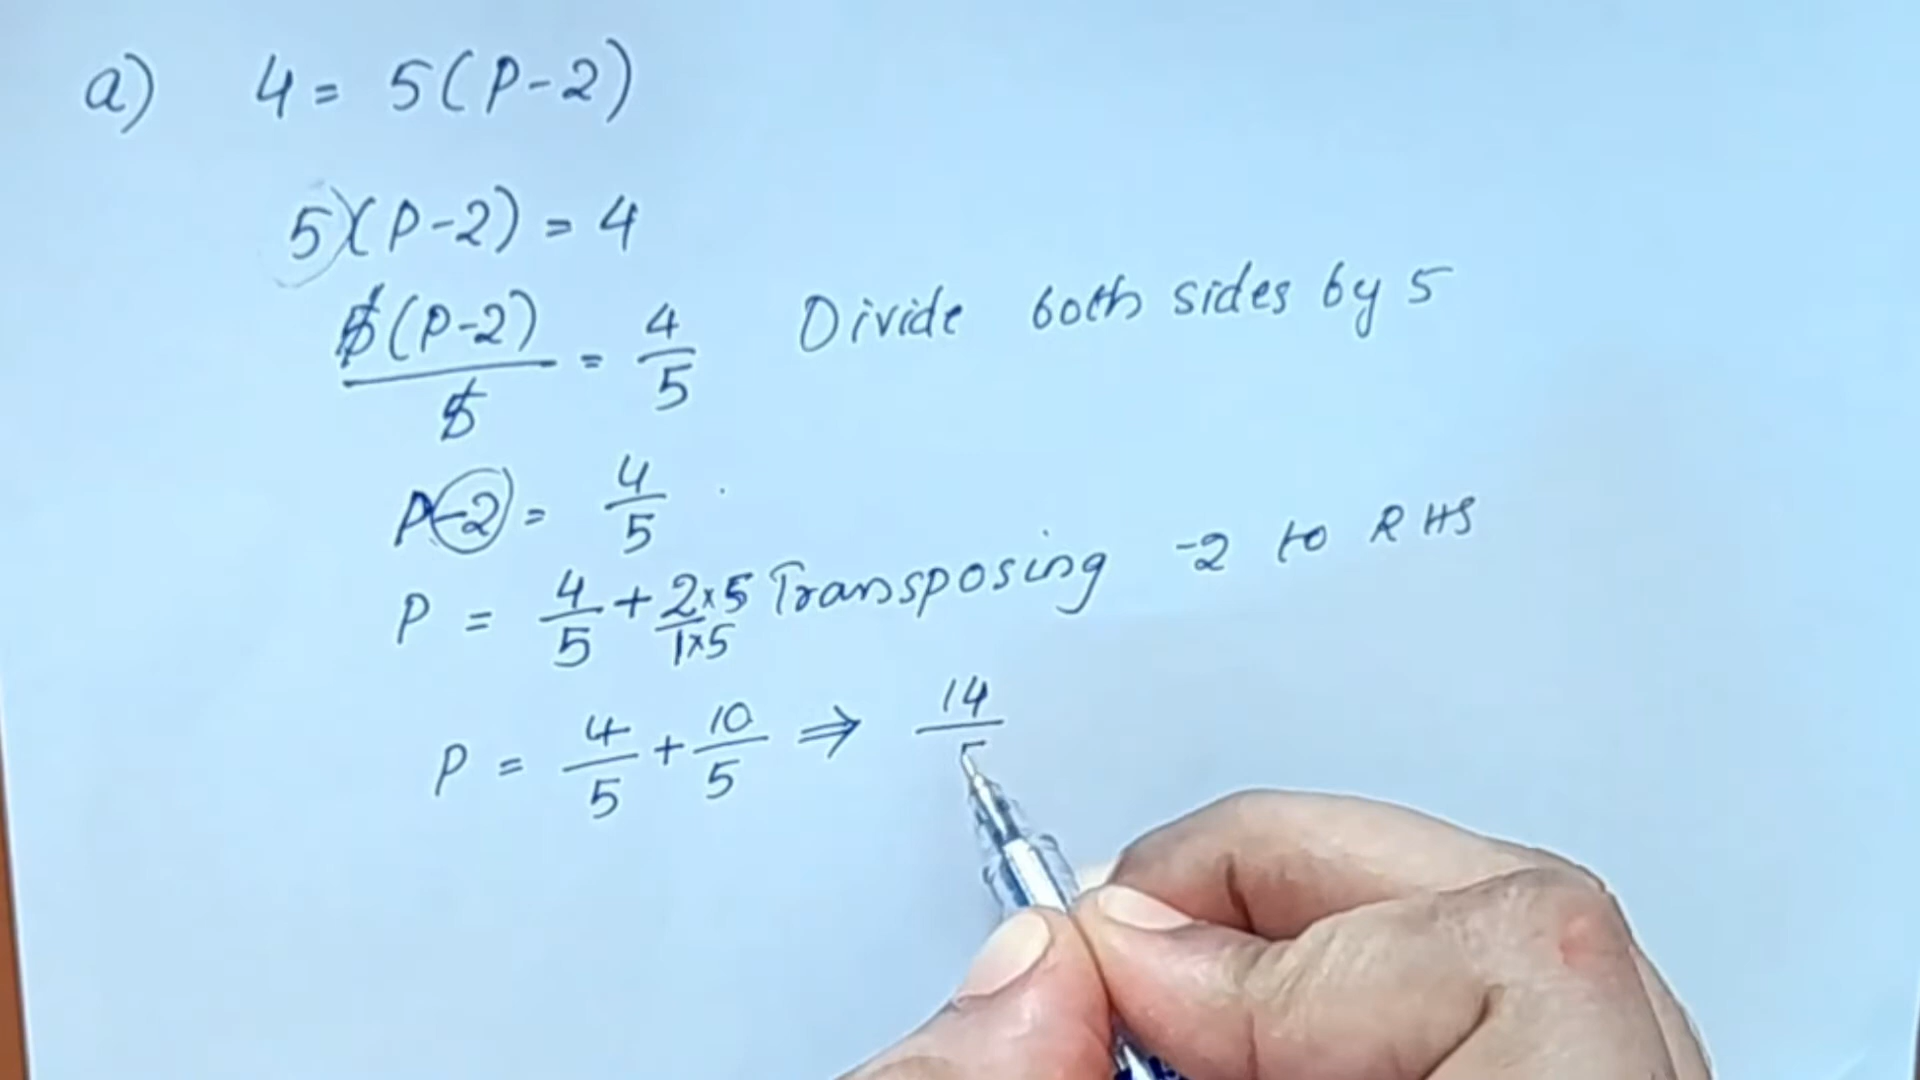 a) 4 = 5(P-2)
5)(P-2) = 4
5(P-2)/5 = 4/5 Divide both sides by 5
P-2 = 4/5
P = 4/5 + 2×5/1×5 Transposing -2 to RHS
P = 4/5 + 10/5 ⇒ 14/5